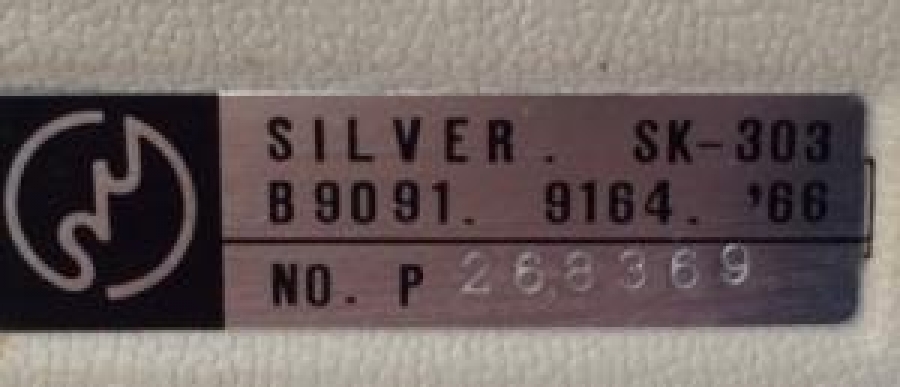 SILVER. SK-303
B9091. 9164. '66
NO. P 268369